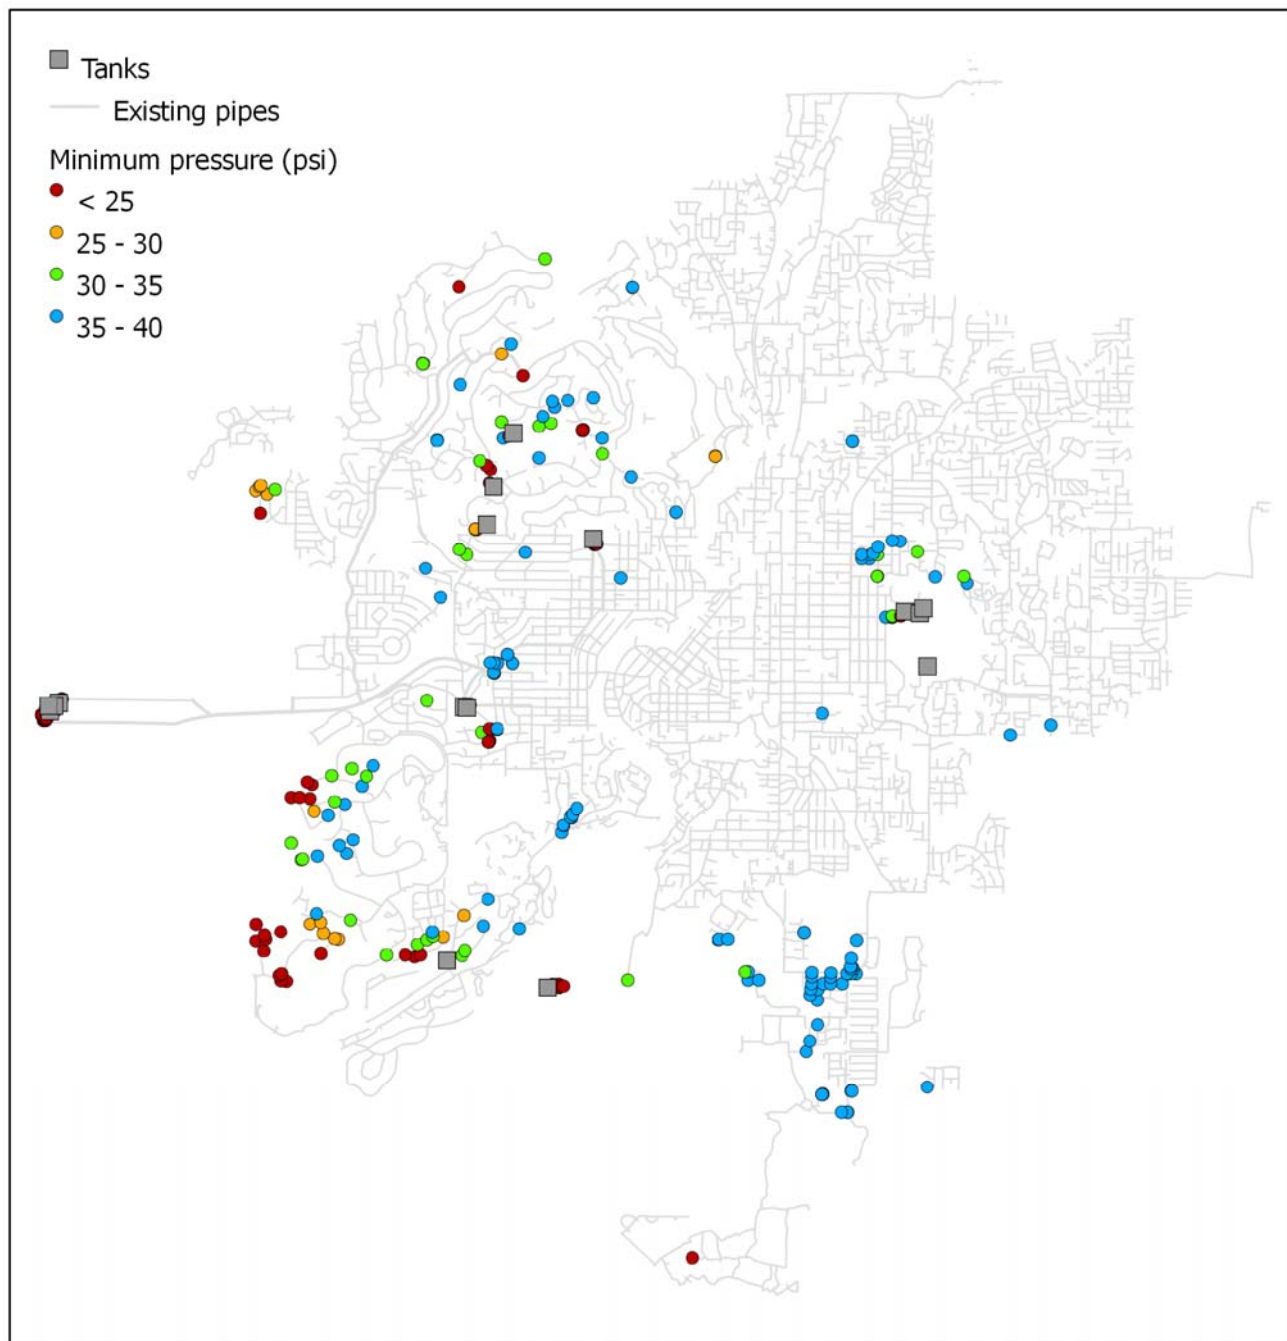 Tanks
Existing pipes
Minimum pressure (psi)
< 25
25 - 30
30 - 35
35 - 40